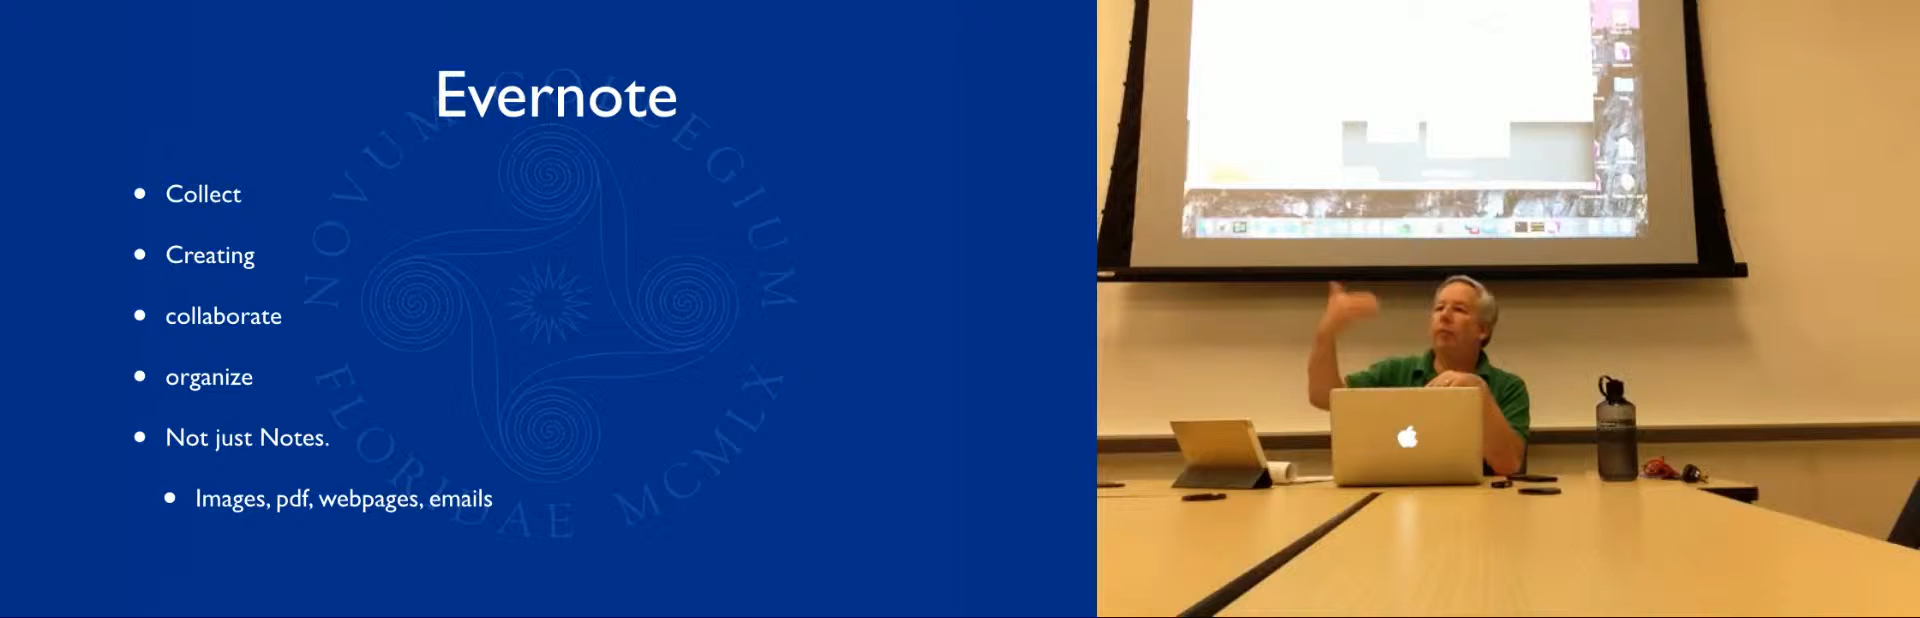 Evernote
Collect
Creating
collaborate
organize
Not just Notes.
Images, pdf, webpages, emails
NOVUM COLLEGIUM
FLORIDAE MCMLX